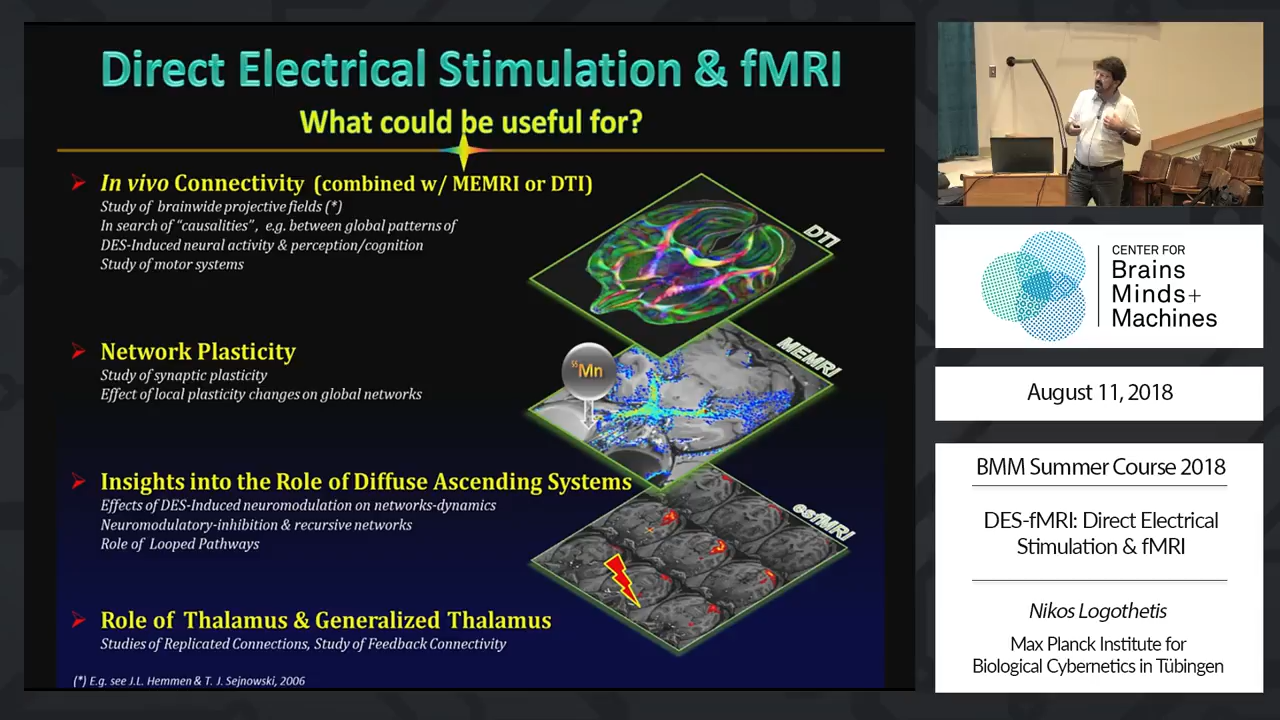 Direct Electrical Stimulation & fMRI
What could be useful for?
In vivo Connectivity (combined w/ MEMRI or DTI)
Study of brainwide projective fields (*)
In search of “causalities”, e.g. between global patterns of
DES-Induced neural activity & perception/cognition
Study of motor systems
DTI
Network Plasticity
Study of synaptic plasticity
Effect of local plasticity changes on global networks
MEMRI
55Mn
Insights into the Role of Diffuse Ascending Systems
Effects of DES-Induced neuromodulation on networks-dynamics
Neuromodulatory-inhibition & recursive networks
Role of Looped Pathways
esfMRI
Role of Thalamus & Generalized Thalamus
Studies of Replicated Connections, Study of Feedback Connectivity
(*) E.g. see J.L. Hemmen & T. J. Sejnowski, 2006
CENTER FOR
Brains
Minds+
Machines
August 11, 2018
BMM Summer Course 2018
DES-fMRI: Direct Electrical
Stimulation & fMRI
Nikos Logothetis
Max Planck Institute for
Biological Cybernetics in Tübingen